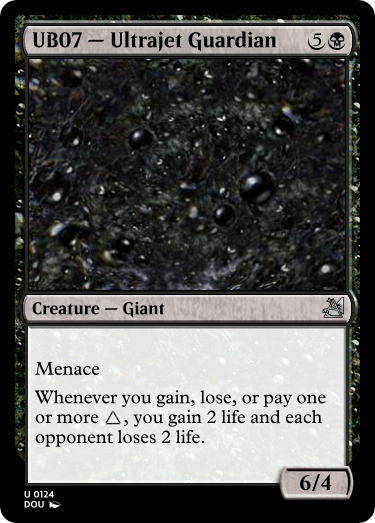 UB07 — Ultrajet Guardian 5
Creature — Giant
Menace
Whenever you gain, lose, or pay one
or more △, you gain 2 life and each
opponent loses 2 life.
6/4
U 0124
DOU